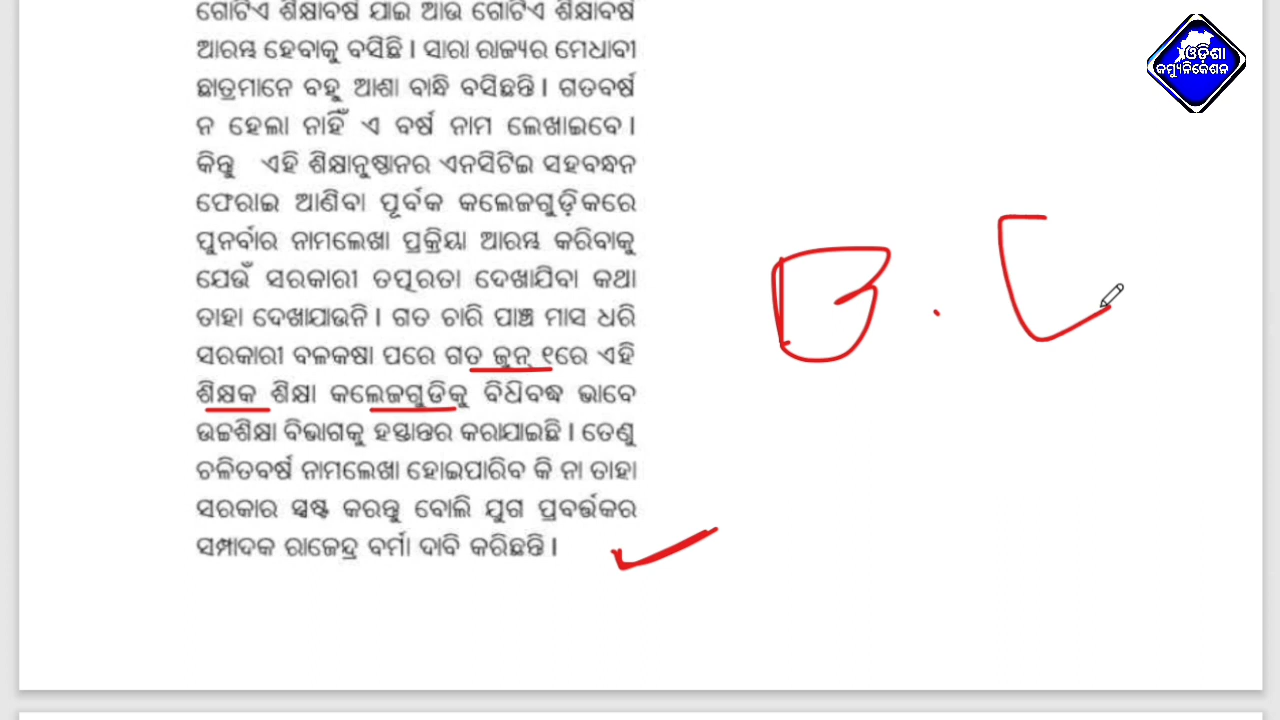 ଗୋଟିଏ ଶିକ୍ଷାବର୍ଷ ଯାଇ ଆଉ ଗୋଟିଏ ଶିକ୍ଷାବର୍ଷ
ଆରମ୍ଭ ହେବାକୁ ବସିଛି । ସାରା ରାଜ୍ୟର ମେଧାବୀ
ଛାତ୍ରମାନେ ବହୁ ଆଶା ବାନ୍ଧି ବସିଛନ୍ତି । ଗତବର୍ଷ
ନ ହେଲା ନାହିଁ ଏ ବର୍ଷ ନାମ ଲେଖାଇବେ ।
କିନ୍ତୁ ଏହି ଶିକ୍ଷାନୁଷ୍ଠାନର ଏନସିଟିଇ ସହବନ୍ଧନ
ଫେରାଇ ଆଣିବା ପୂର୍ବକ କଲେଜଗୁଡ଼ିକରେ
ପୁନର୍ବାର ନାମଲେଖା ପ୍ରକ୍ରିୟା ଆରମ୍ଭ କରିବାକୁ
ଯେଉଁ ସରକାରୀ ତତ୍ପରତା ଦେଖାଯିବା କଥା
ତାହା ଦେଖାଯାଉନି । ଗତ ଚାରି ପାଞ୍ଚ ମାସ ଧରି
ସରକାରୀ ବଳକଷା ପରେ ଗତ ଜୁନ୍ ୧ରେ ଏହି
ଶିକ୍ଷକ ଶିକ୍ଷା କଲେଜଗୁଡିକୁ ବିଧିବଦ୍ଧ ଭାବେ
ଉଚ୍ଚଶିକ୍ଷା ବିଭାଗକୁ ହସ୍ତାନ୍ତର କରାଯାଇଛି । ତେଣୁ
ଚଳିତବର୍ଷ ନାମଲେଖା ହୋଇପାରିବ କି ନା ତାହା
ସରକାର ସ୍ପଷ୍ଟ କରନ୍ତୁ ବୋଲି ଯୁଗ ପ୍ରବର୍ତ୍ତକର
ସମ୍ପାଦକ ରାଜେନ୍ଦ୍ର ବର୍ମା ଦାବି କରିଛନ୍ତି ।
B.
ଓଡ଼ିଶା
କମ୍ୟୁନିକେଶନ